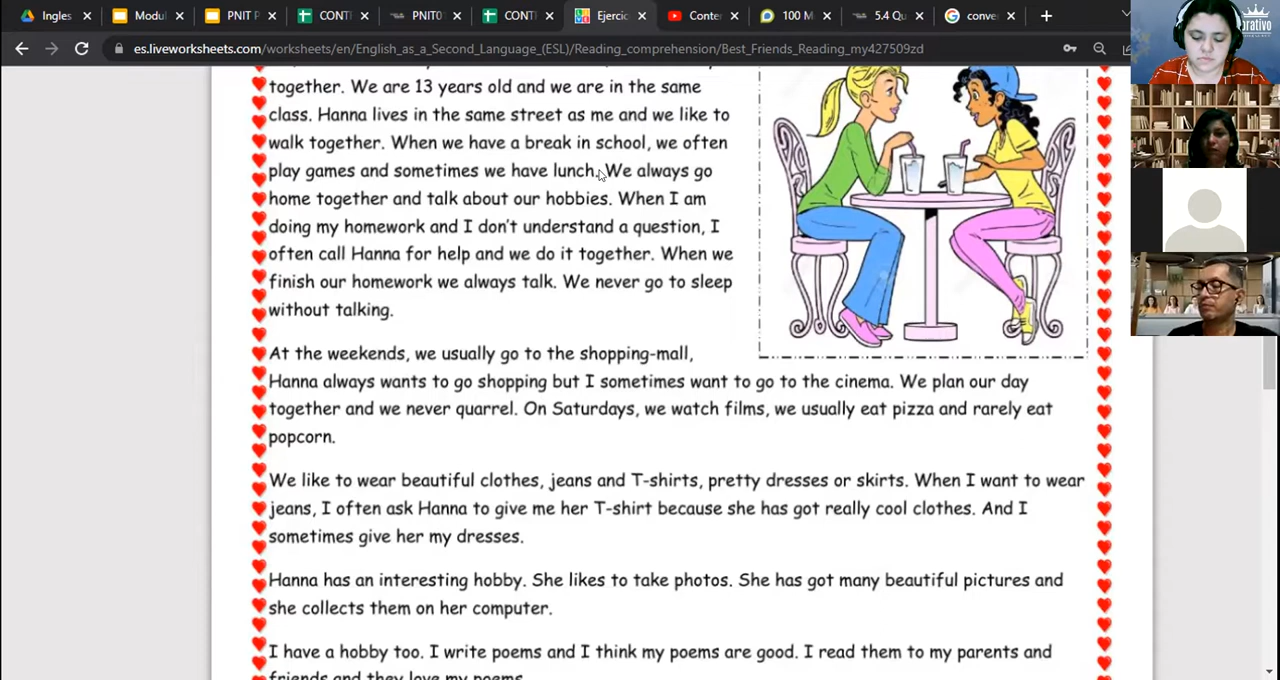 Ingles
Modul
PNIT P
CONTI
PNIT0
CONTI
Ejercic
Conter
100 M
5.4 Qu
conve
es.liveworksheets.com/worksheets/en/English_as_a_Second_Language_(ESL)/Reading_comprehension/Best_Friends_Reading_my427509zd
orativo
together. We are 13 years old and we are in the same
class. Hanna lives in the same street as me and we like to
walk together. When we have a break in school, we often
play games and sometimes we have lunch. We always go
home together and talk about our hobbies. When I am
doing my homework and I don't understand a question, I
often call Hanna for help and we do it together. When we
finish our homework we always talk. We never go to sleep
without talking.
At the weekends, we usually go to the shopping-mall,
Hanna always wants to go shopping but I sometimes want to go to the cinema. We plan our day
together and we never quarrel. On Saturdays, we watch films, we usually eat pizza and rarely eat
popcorn.
We like to wear beautiful clothes, jeans and T-shirts, pretty dresses or skirts. When I want to wear
jeans, I often ask Hanna to give me her T-shirt because she has got really cool clothes. And I
sometimes give her my dresses.
Hanna has an interesting hobby. She likes to take photos. She has got many beautiful pictures and
she collects them on her computer.
I have a hobby too. I write poems and I think my poems are good. I read them to my parents and
friends and they love my poems.